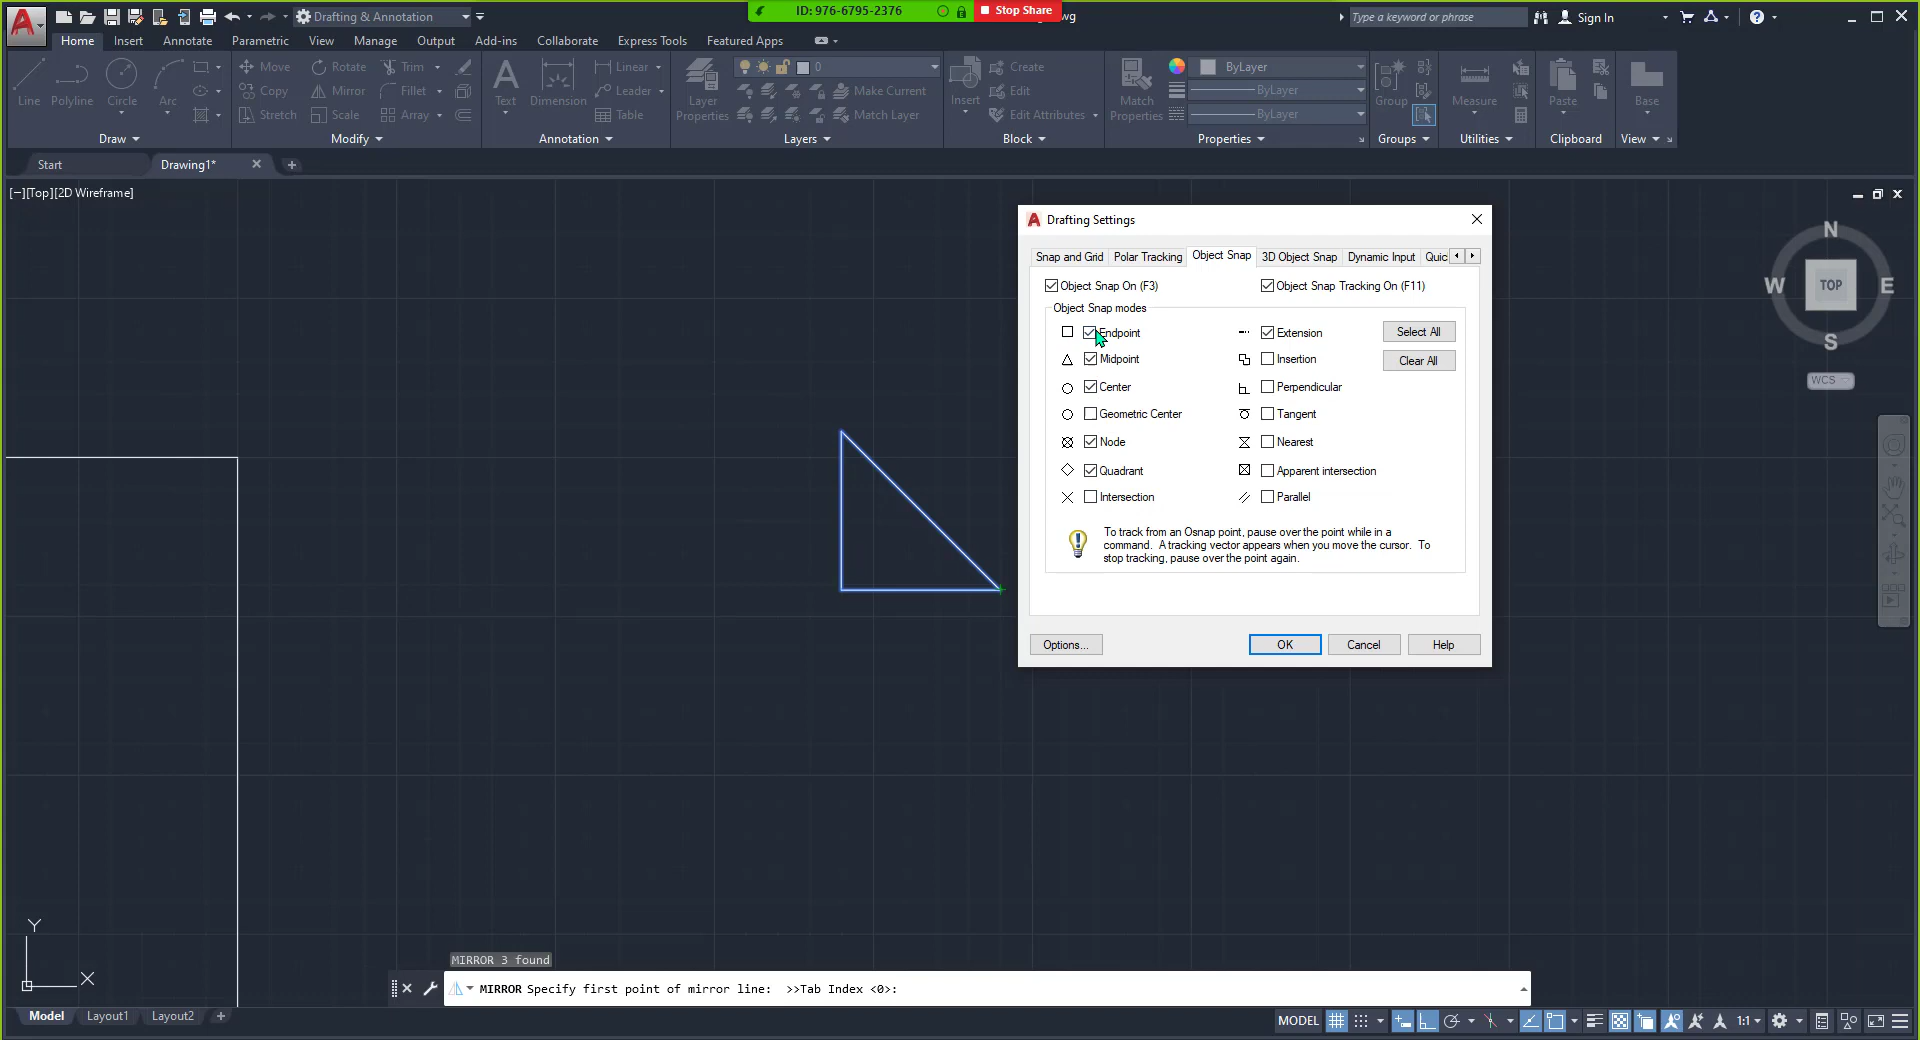 Drafting & Annotation
ID: 976-6795-2376
Stop Share
wg
Type a keyword or phrase
Sign In
Home Insert Annotate Parametric View Manage Output Add-ins Collaborate Express Tools Featured Apps
Line Polyline Circle Arc
Move Rotate Trim
Copy Mirror Fillet
Stretch Scale Array
Text Dimension
Linear
Leader
Table
Layer Properties
0
Make Current
Match Layer
Insert
Create
Edit
Edit Attributes
Match Properties
ByLayer
ByLayer
ByLayer
Group
Measure
Paste
Base
Draw Modify Annotation Layers Block Properties Groups Utilities Clipboard View
Start Drawing1*
[−][Top][2D Wireframe]
N
W TOP E
S
WCS
Drafting Settings
Snap and Grid Polar Tracking Object Snap 3D Object Snap Dynamic Input Quic
Object Snap On (F3) Object Snap Tracking On (F11)
Object Snap modes
Endpoint Extension Select All
Midpoint Insertion Clear All
Center Perpendicular
Geometric Center Tangent
Node Nearest
Quadrant Apparent intersection
Intersection Parallel
To track from an Osnap point, pause over the point while in a
command. A tracking vector appears when you move the cursor. To
stop tracking, pause over the point again.
Options... OK Cancel Help
Y
X
MIRROR 3 found
MIRROR Specify first point of mirror line: >>Tab Index <0>:
Model Layout1 Layout2
MODEL 1:1